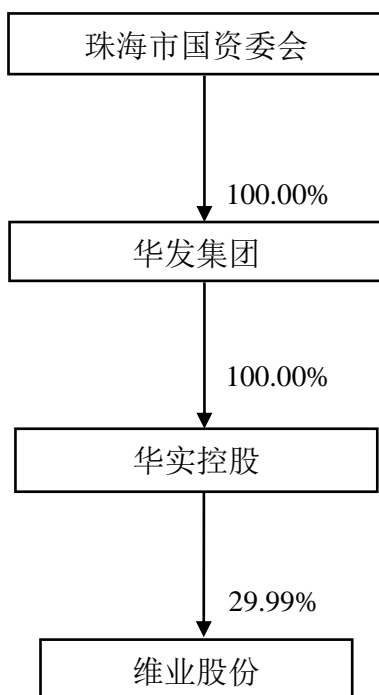 珠海市国资委会
100.00%
华发集团
100.00%
华实控股
29.99%
维业股份